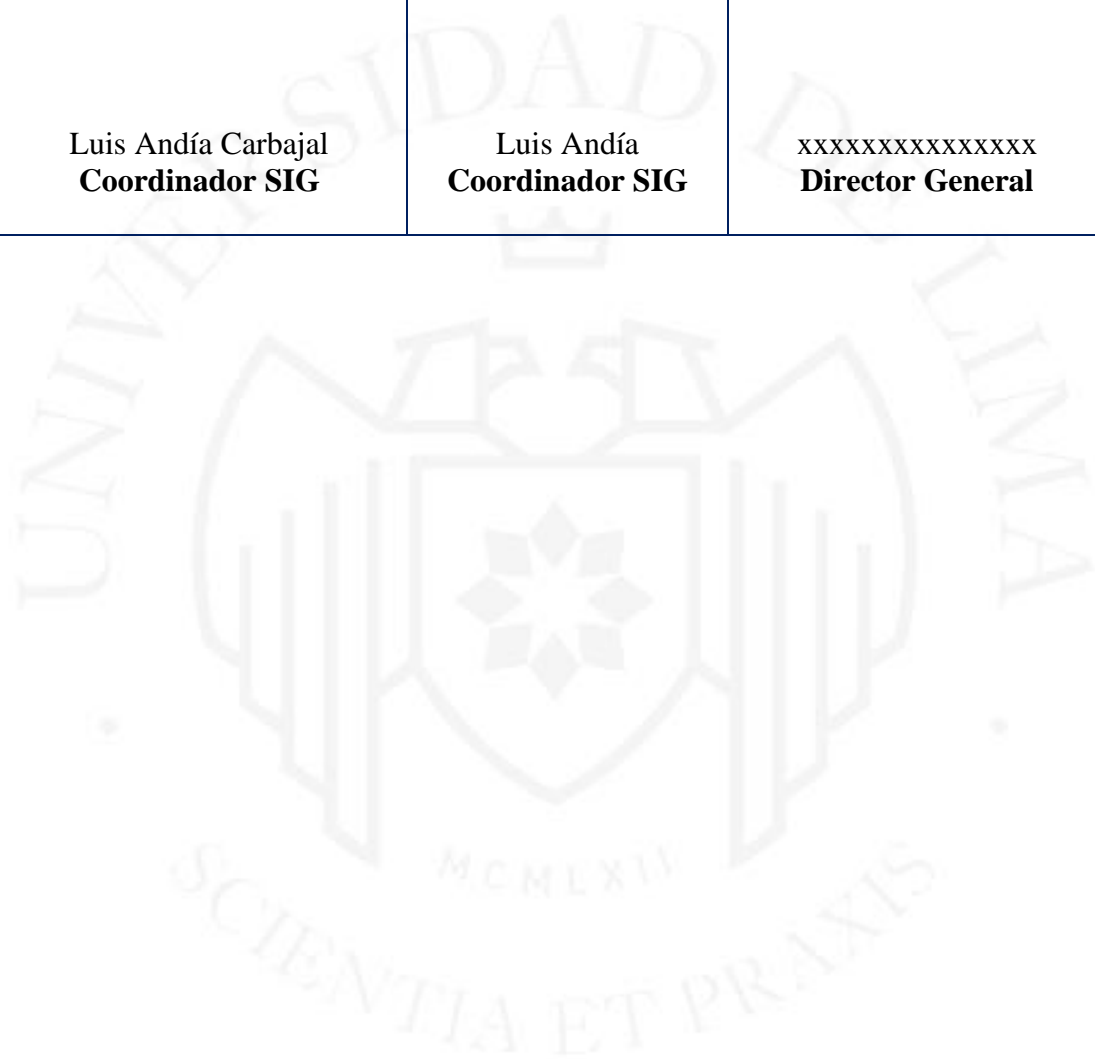 Luis Andía Carbajal
Coordinador SIG
Luis Andía
Coordinador SIG
xxxxxxxxxxxxxxx
Director General
UNIVERSIDAD DE LIMA
MCMLXII
SCIENTIA ET PRAXIS